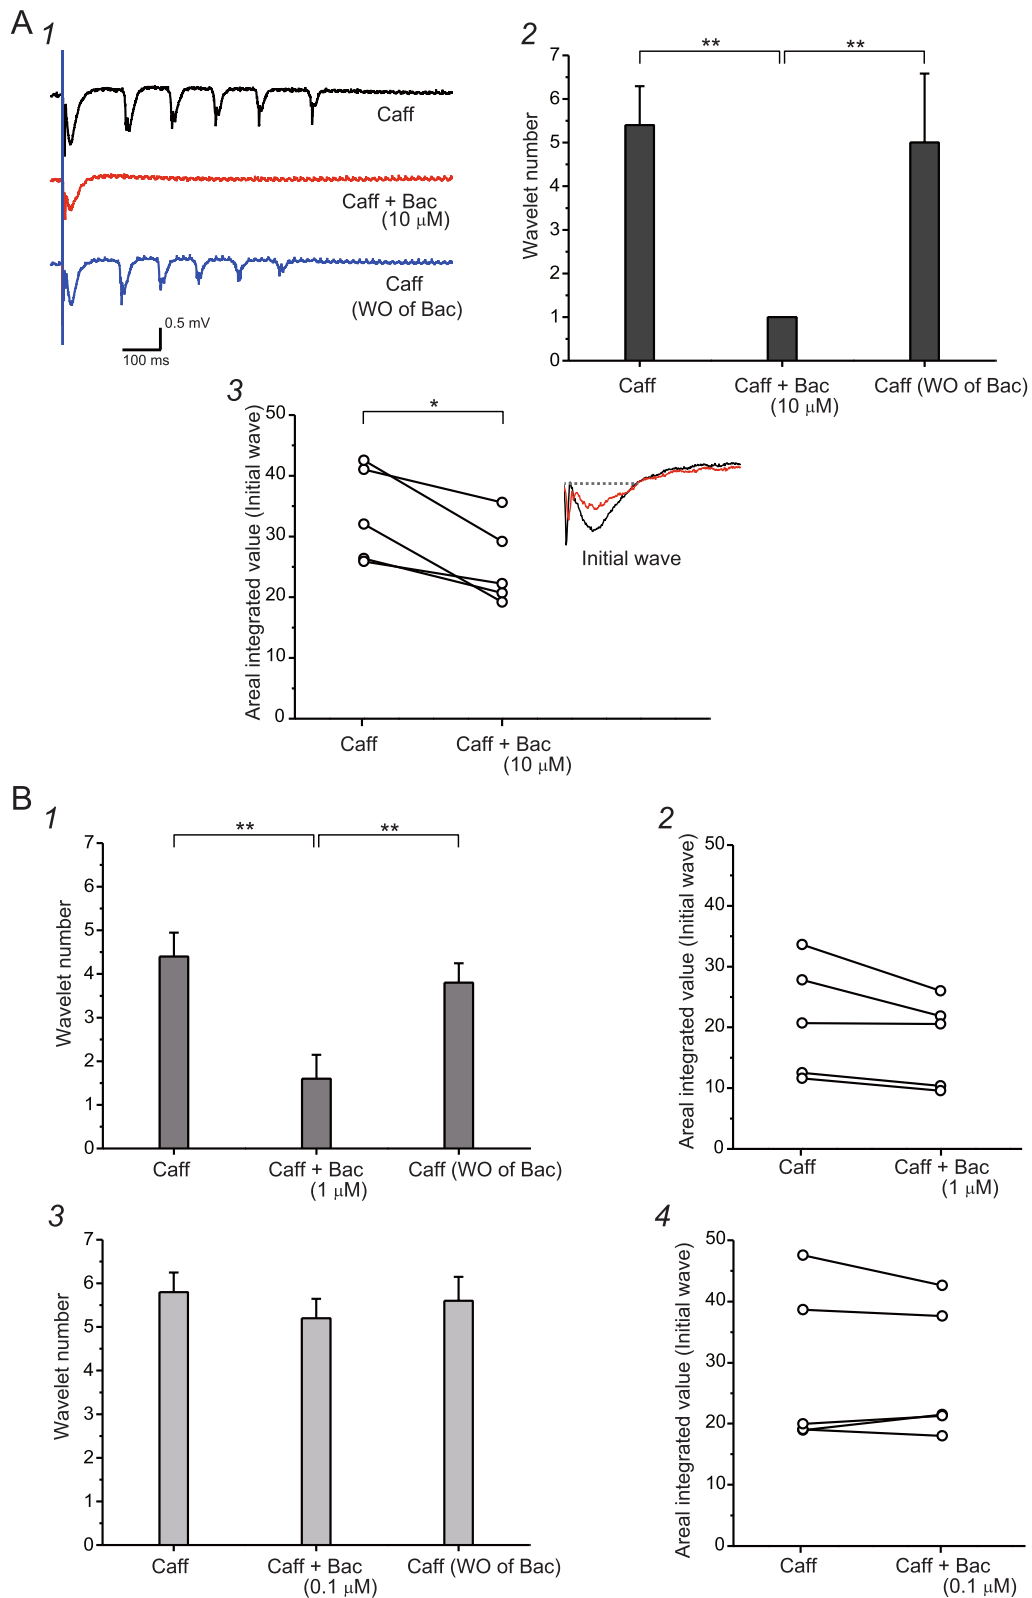 A
1
Caff
Caff + Bac
(10 µM)
Caff
(WO of Bac)
0.5 mV
100 ms
2
** **
7
6
5
4
3
2
1
0
Wavelet number
Caff
Caff + Bac
(10 µM)
Caff (WO of Bac)
3
*
50
40
30
20
10
0
Areal integrated value (Initial wave)
Caff
Caff + Bac
(10 µM)
Initial wave
B
1
** **
7
6
5
4
3
2
1
0
Wavelet number
Caff
Caff + Bac
(1 µM)
Caff (WO of Bac)
2
50
40
30
20
10
0
Areal integrated value (Initial wave)
Caff
Caff + Bac
(1 µM)
3
7
6
5
4
3
2
1
0
Wavelet number
Caff
Caff + Bac
(0.1 µM)
Caff (WO of Bac)
4
50
40
30
20
10
0
Areal integrated value (Initial wave)
Caff
Caff + Bac
(0.1 µM)